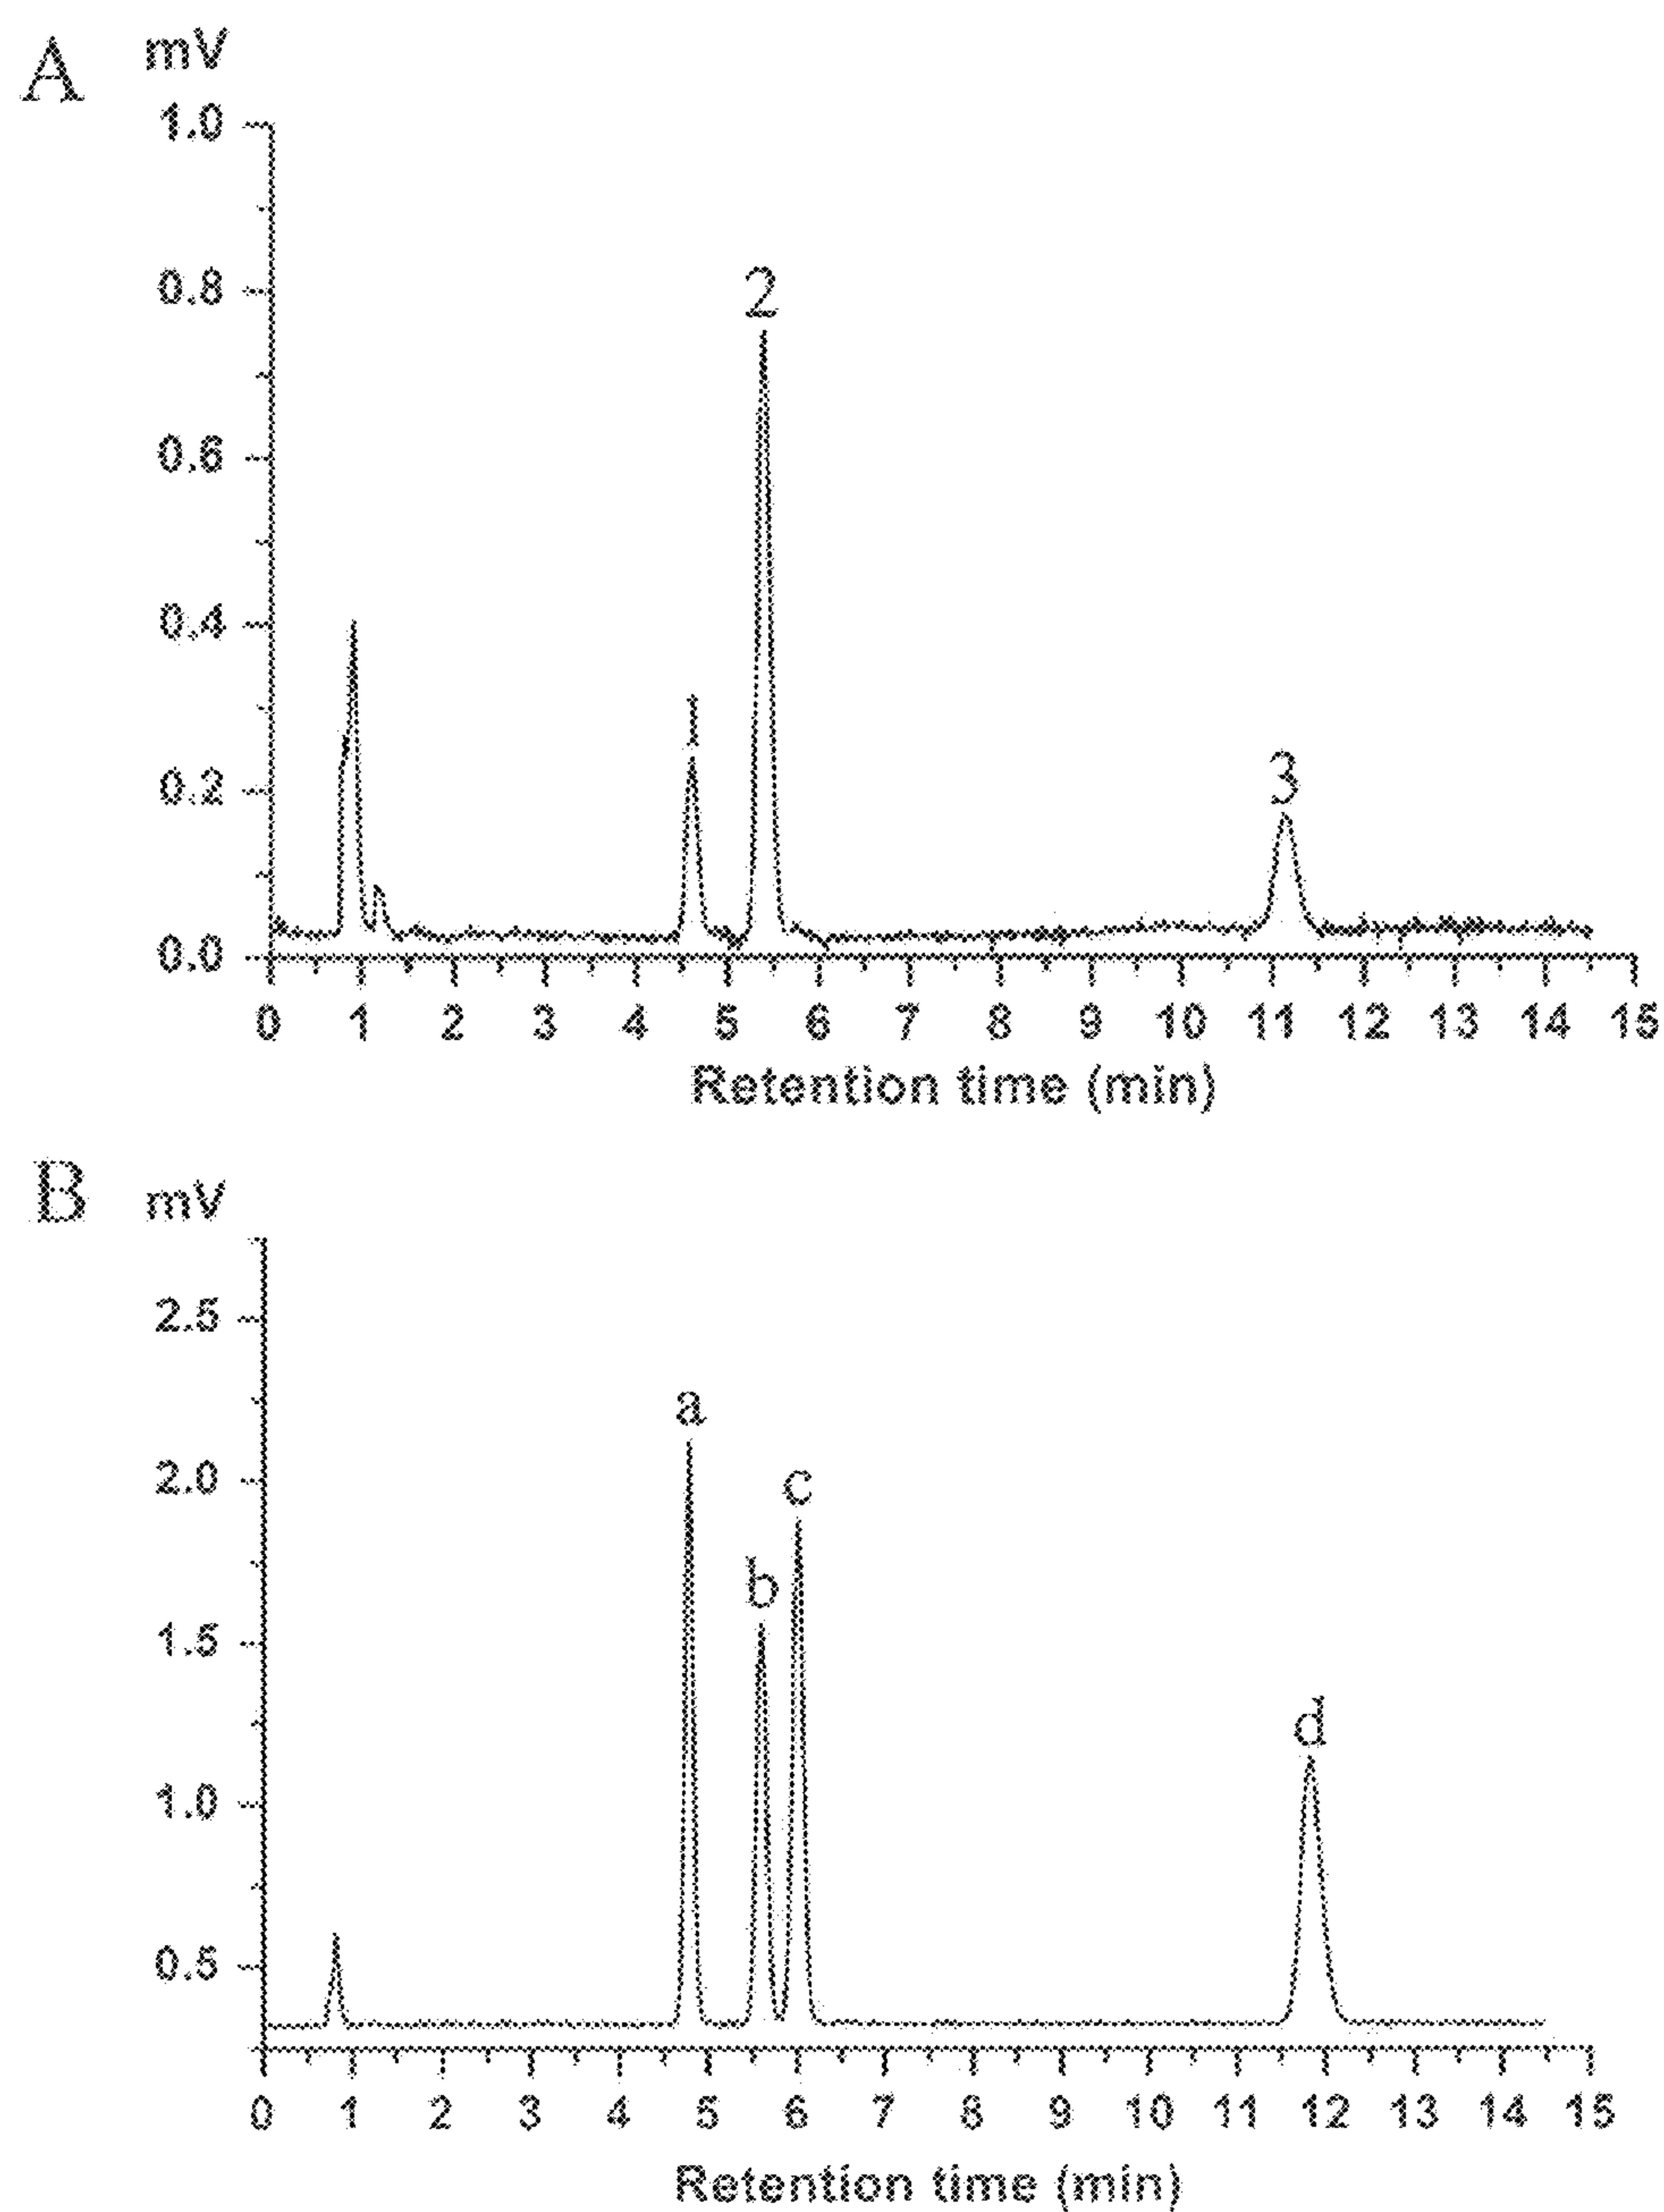 A mV
1.0
0.8
0.6
0.4
0.2
0.0
1
2
3
0 1 2 3 4 5 6 7 8 9 10 11 12 13 14 15
Retention time (min)
B mV
2.5
2.0
1.5
1.0
0.5
a
b
c
d
0 1 2 3 4 5 6 7 8 9 10 11 12 13 14 15
Retention time (min)